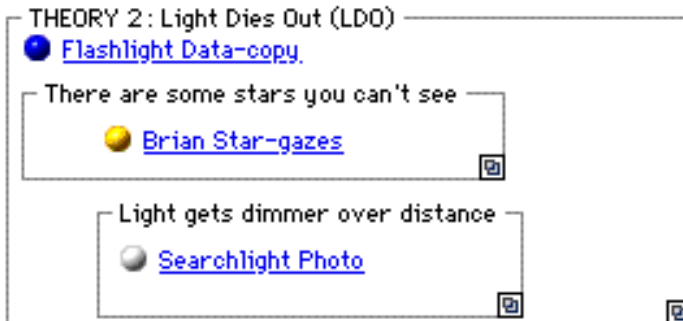 THEORY 2: Light Dies Out (LDO)
Flashlight Data-copy
There are some stars you can't see
Brian Star-gazes
Light gets dimmer over distance
Searchlight Photo